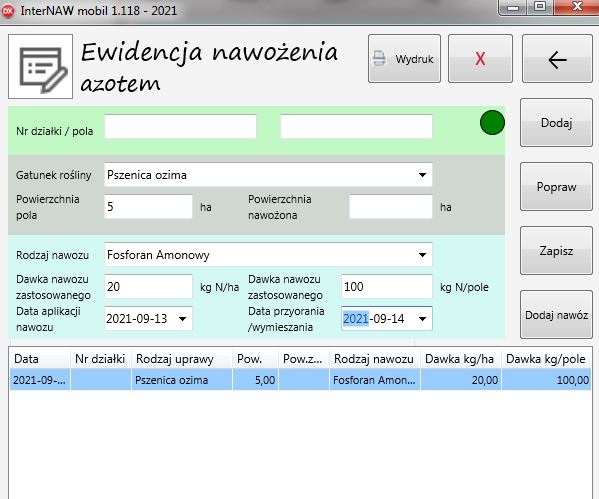 InterNAW mobil 1.118 - 2021
Ewidencja nawożenia
azotem
Wydruk
X
Nr działki / pola
Dodaj
Gatunek rośliny
Pszenica ozima
Popraw
Powierzchnia
pola
5
ha
Powierzchnia
nawożona
ha
Rodzaj nawozu
Fosforan Amonowy
Zapisz
Dawka nawozu
zastosowanego
20
kg N/ha
Dawka nawozu
zastosowanego
100
kg N/pole
Data aplikacji
nawozu
2021-09-13
Data przyorania
/wymieszania
2021-09-14
Dodaj nawóz
Data Nr działki Rodzaj uprawy Pow. Pow.z... Rodzaj nawozu Dawka kg/ha Dawka kg/pole
2021-09-... Pszenica ozima 5,00 Fosforan Amon... 20,00 100,00